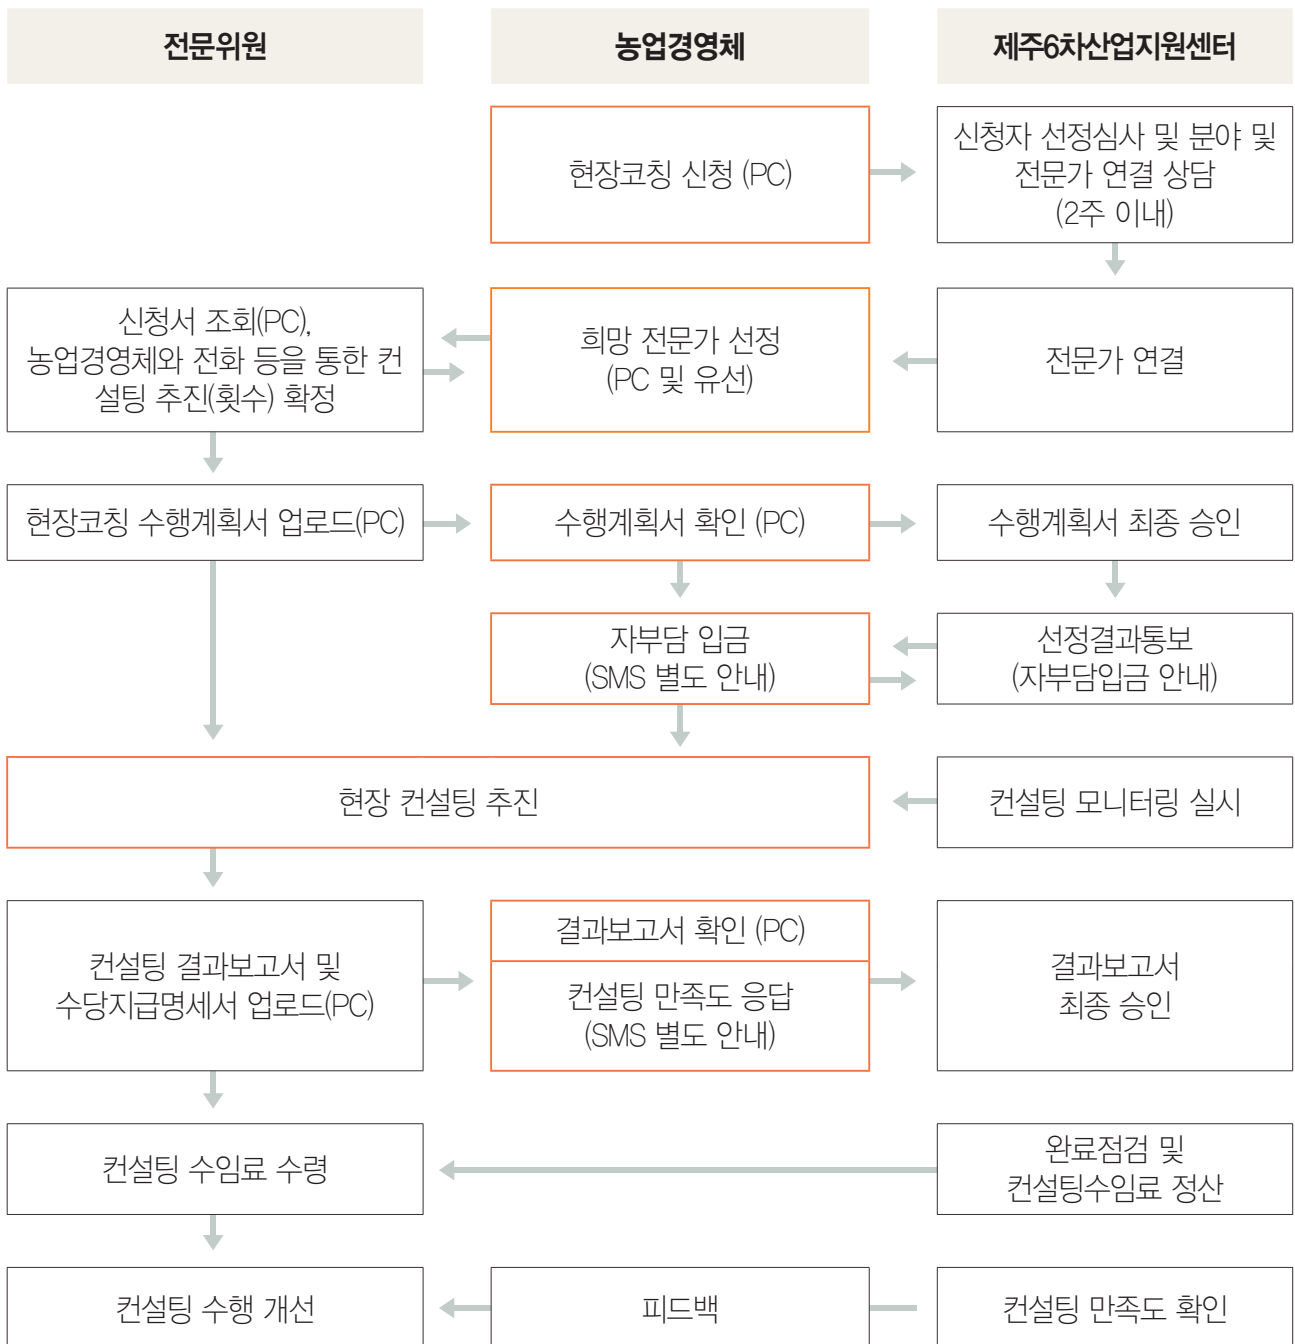 전문위원
농업경영체
제주6차산업지원센터
현장코칭 신청 (PC)
신청자 선정심사 및 분야 및
전문가 연결 상담
(2주 이내)
신청서 조회(PC),
농업경영체와 전화 등을 통한 컨
설팅 추진(횟수) 확정
희망 전문가 선정
(PC 및 유선)
전문가 연결
현장코칭 수행계획서 업로드(PC)
수행계획서 확인 (PC)
수행계획서 최종 승인
자부담 입금
(SMS 별도 안내)
선정결과통보
(자부담입금 안내)
현장 컨설팅 추진
컨설팅 모니터링 실시
컨설팅 결과보고서 및
수당지급명세서 업로드(PC)
결과보고서 확인 (PC)
컨설팅 만족도 응답
(SMS 별도 안내)
결과보고서
최종 승인
컨설팅 수임료 수령
완료점검 및
컨설팅수임료 정산
컨설팅 수행 개선
피드백
컨설팅 만족도 확인